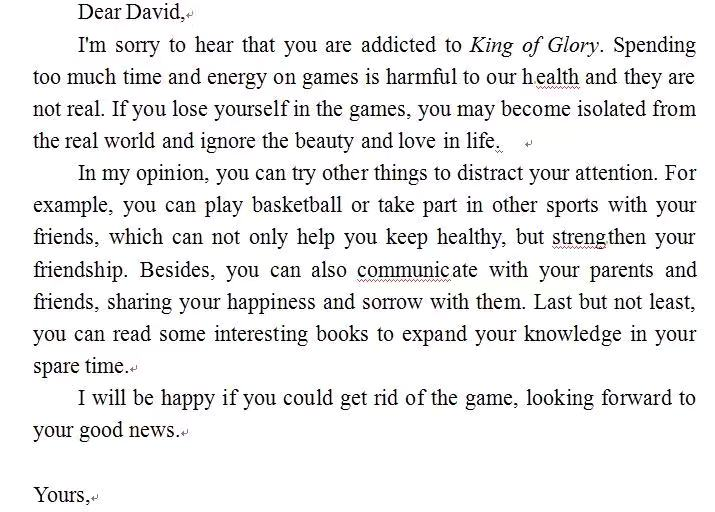 Dear David,
I'm sorry to hear that you are addicted to King of Glory. Spending
too much time and energy on games is harmful to our health and they are
not real. If you lose yourself in the games, you may become isolated from
the real world and ignore the beauty and love in life.
In my opinion, you can try other things to distract your attention. For
example, you can play basketball or take part in other sports with your
friends, which can not only help you keep healthy, but strengthen your
friendship. Besides, you can also communicate with your parents and
friends, sharing your happiness and sorrow with them. Last but not least,
you can read some interesting books to expand your knowledge in your
spare time.
I will be happy if you could get rid of the game, looking forward to
your good news.
Yours,